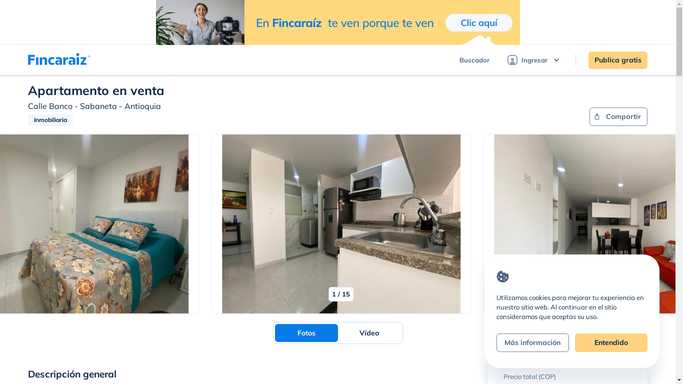 En Fincaraíz te ven porque te ven
Clic aquí
Fincaraíz
Buscador
Ingresar
Publica gratis
Apartamento en venta
Calle Banco - Sabaneta - Antioquia
Inmobiliaria
Compartir
1 / 15
Utilizamos cookies para mejorar tu experiencia en
nuestro sitio web. Al continuar en el sitio
consideramos que aceptas su uso.
Más información
Entendido
Fotos
Vídeo
Descripción general
Precio total (COP)